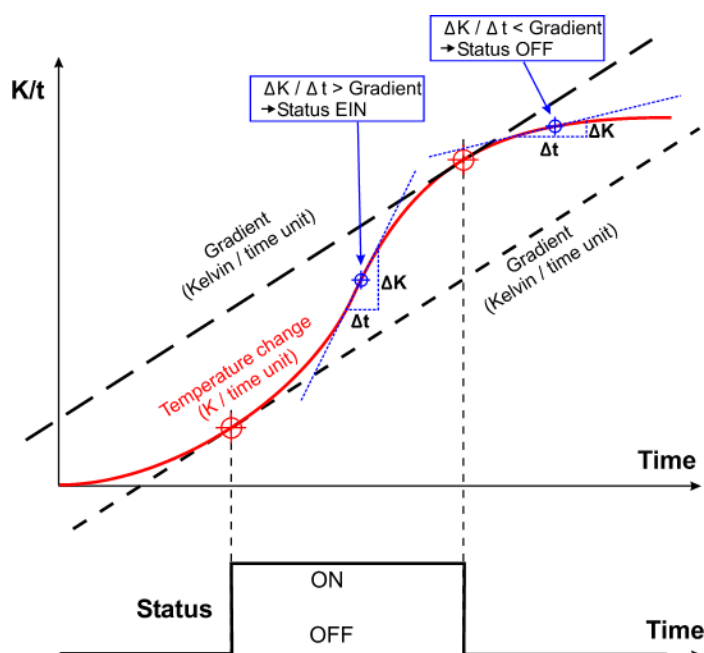 ΔK / Δt < Gradient
→Status OFF
K/t
ΔK / Δt > Gradient
→Status EIN
ΔK
Δt
Gradient
(Kelvin / time unit)
Gradient
(Kelvin / time unit)
ΔK
Δt
Temperature change
(K / time unit)
Time
ON
Status
OFF
Time